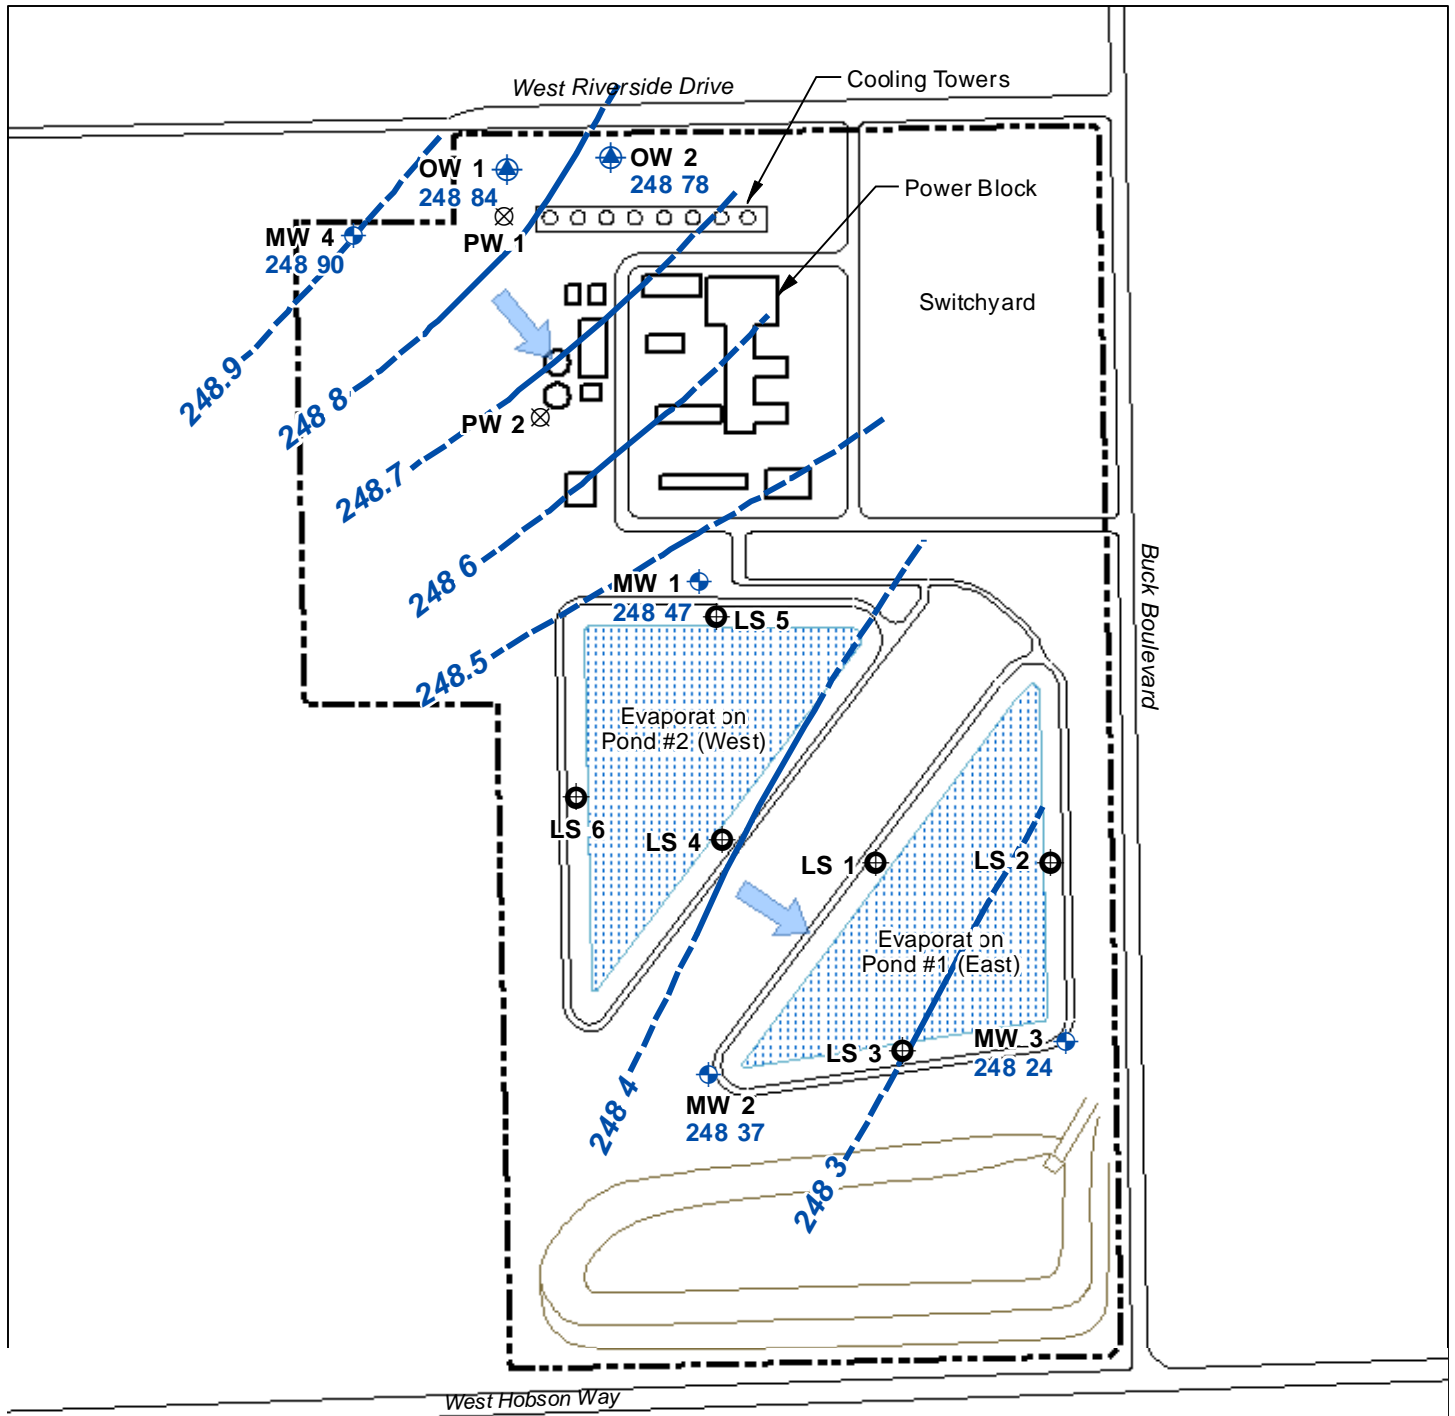 West Riverside Drive
Cooling Towers
OW 1
248 84
OW 2
248 78
Power Block
MW 4
248 90
PW 1
Switchyard
248.9
248 8
PW 2
248.7
248 6
Buck Boulevard
MW 1
248 47
LS 5
248.5
Evaporat on
Pond #2 (West)
LS 6
LS 4
LS 1
LS 2
Evaporat on
Pond #1 (East)
LS 3
MW 3
248 24
248 4
MW 2
248 37
248 3
West Hobson Way